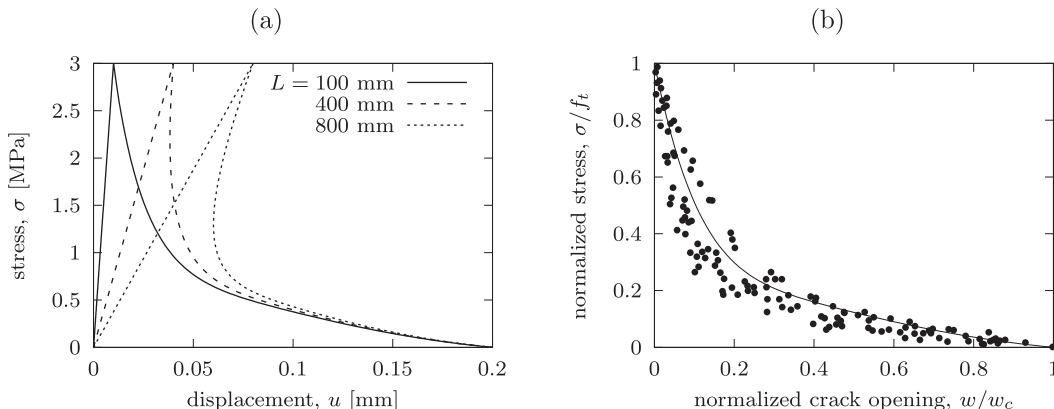 (a)
3
2.5
2
1.5
1
0.5
0
0
0.05
0.1
0.15
0.2
stress, σ [MPa]
displacement, u [mm]
L = 100 mm
400 mm
800 mm
(b)
1
0.8
0.6
0.4
0.2
0
0
0.2
0.4
0.6
0.8
1
normalized stress, σ/fₜ
normalized crack opening, w/w_c